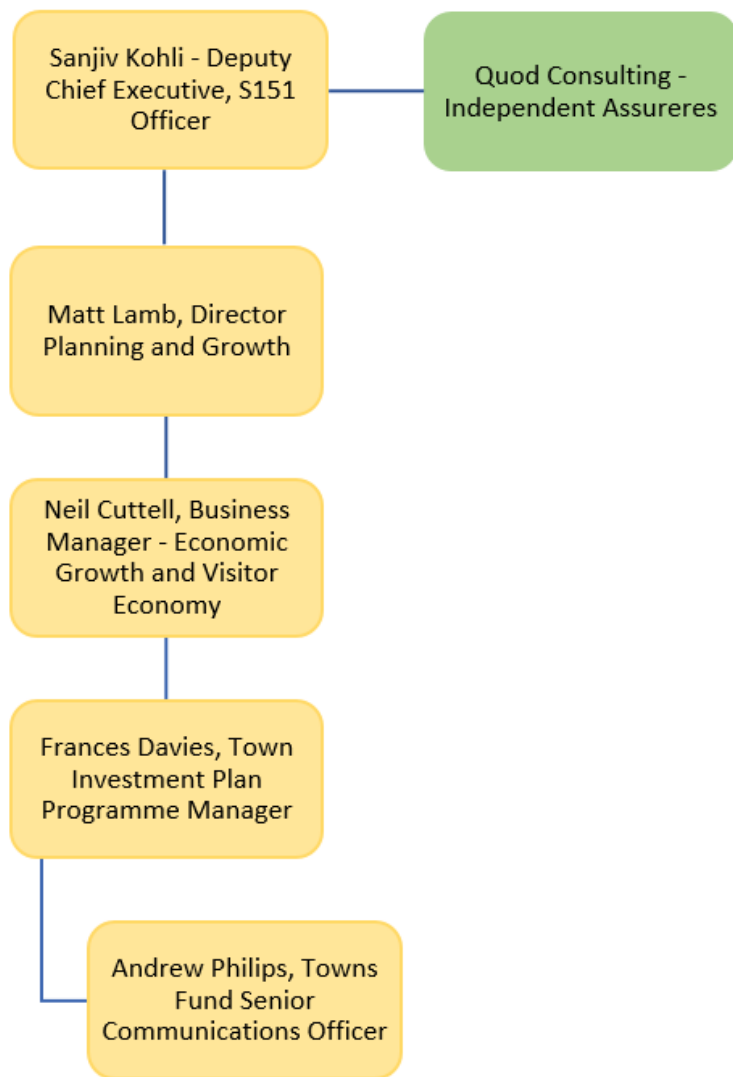 Sanjiv Kohli - Deputy
Chief Executive, S151
Officer
Quod Consulting -
Independent Assureres
Matt Lamb, Director
Planning and Growth
Neil Cuttell, Business
Manager - Economic
Growth and Visitor
Economy
Frances Davies, Town
Investment Plan
Programme Manager
Andrew Philips, Towns
Fund Senior
Communications Officer